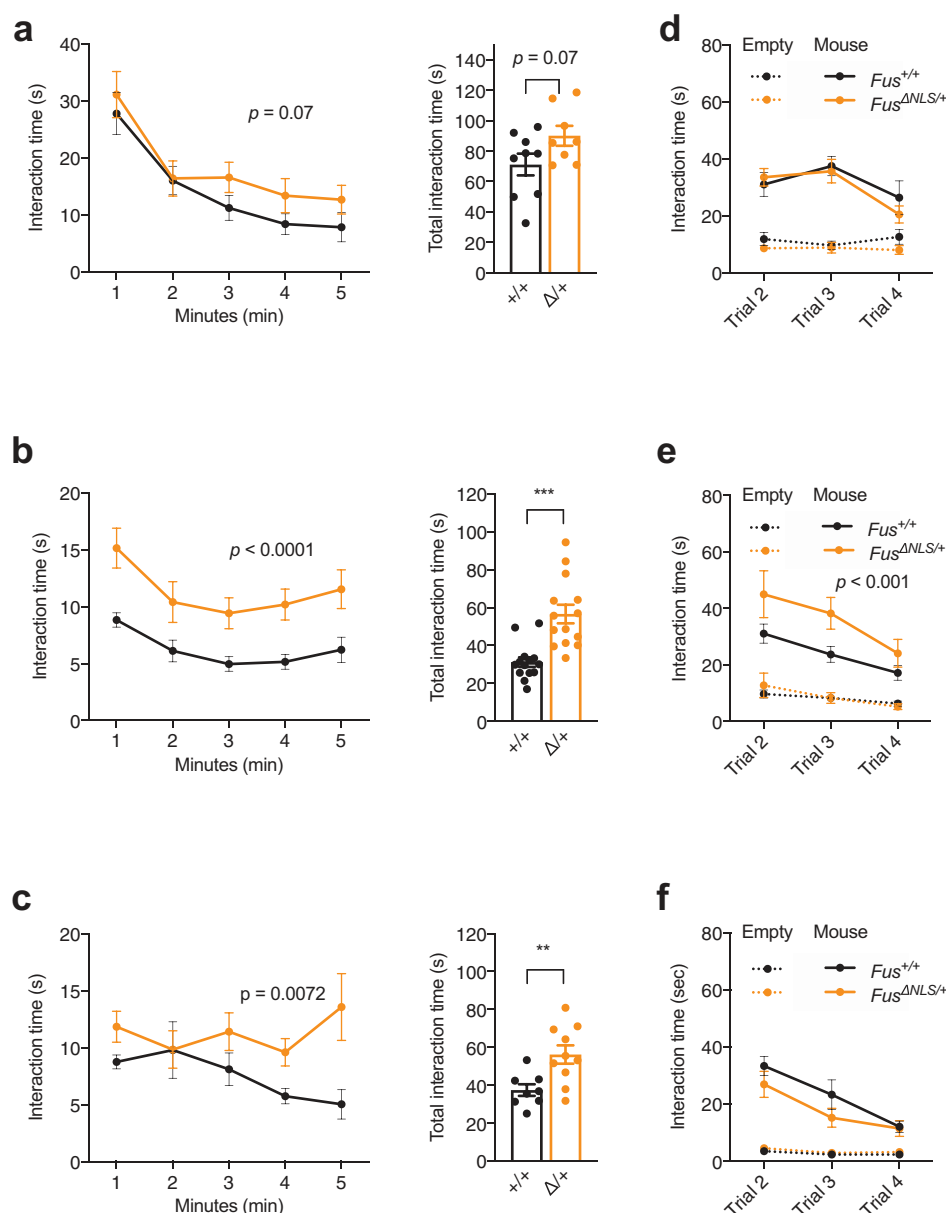 a
Interaction time (s)
40
30
20
10
0
p = 0.07
1 2 3 4 5
Minutes (min)
Total interaction time (s)
140
120
100
80
60
40
20
0
p = 0.07
+/+ Δ/+
d
Empty Mouse
Fus+/+
FusΔNLS/+
Interaction time (s)
80
60
40
20
0
Trial 2 Trial 3 Trial 4
b
Interaction time (s)
20
15
10
5
0
p < 0.0001
1 2 3 4 5
Minutes (min)
Total interaction time (s)
120
100
80
60
40
20
0
***
+/+ Δ/+
e
Empty Mouse
Fus+/+
FusΔNLS/+
p < 0.001
Interaction time (s)
80
60
40
20
0
Trial 2 Trial 3 Trial 4
c
Interaction time (s)
20
15
10
5
0
p = 0.0072
1 2 3 4 5
Minutes (min)
Total interaction time (s)
120
100
80
60
40
20
0
**
+/+ Δ/+
f
Empty Mouse
Fus+/+
FusΔNLS/+
Interaction time (sec)
80
60
40
20
0
Trial 2 Trial 3 Trial 4